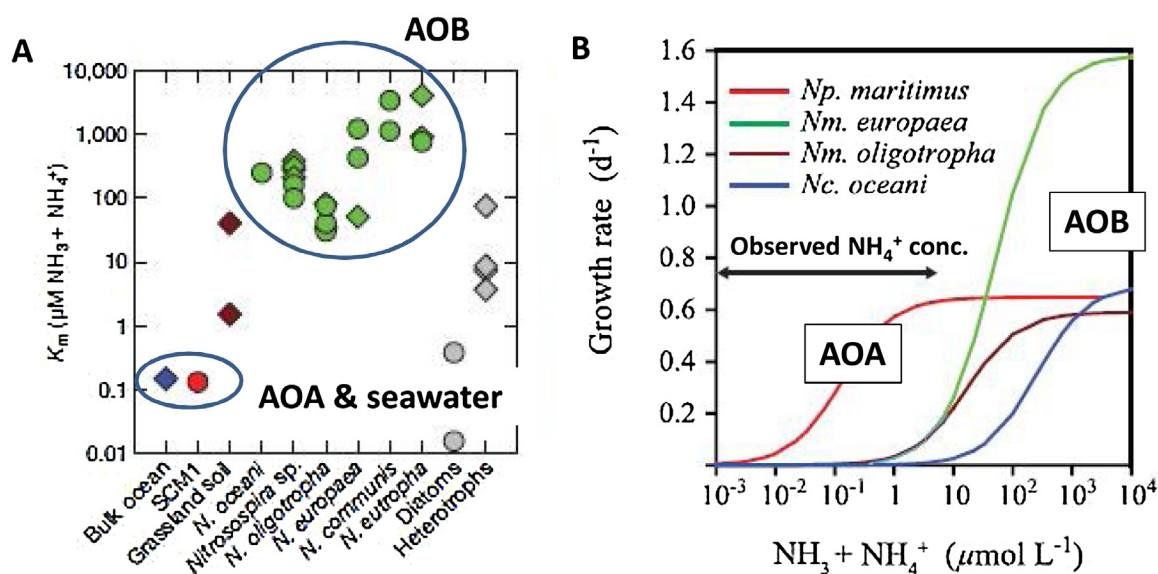 A
AOB
10,000
1,000
100
10
1
0.1
0.01
Km (µM NH3 + NH4+)
AOA & seawater
Bulk ocean
SCM1
Grassland soil
N. oceani
Nitrosospira sp.
N. oligotropha
N. europaea
N. communis
N. eutropha
Diatoms
Heterotrophs
B
1.6
1.4
1.2
1.0
0.8
0.6
0.4
0.2
Growth rate (d-1)
Np. maritimus
Nm. europaea
Nm. oligotropha
Nc. oceani
Observed NH4+ conc.
AOB
AOA
10-3 10-2 10-1 1 10 102 103 104
NH3 + NH4+ (µmol L-1)